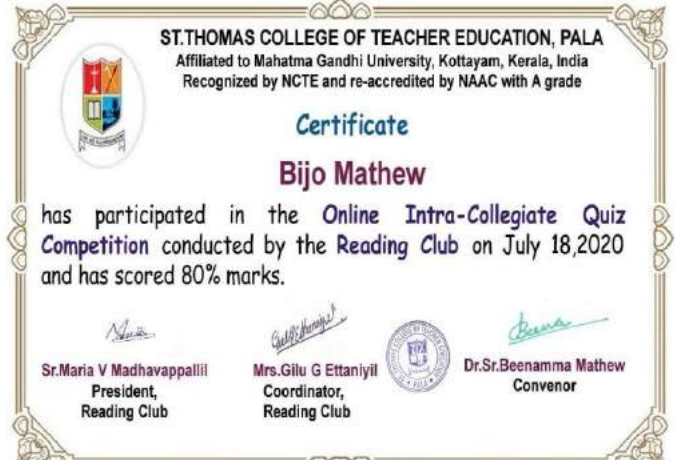 ST.THOMAS COLLEGE OF TEACHER EDUCATION, PALA
Affiliated to Mahatma Gandhi University, Kottayam, Kerala, India
Recognized by NCTE and re-accredited by NAAC with A grade
Certificate
Bijo Mathew
has participated in the Online Intra-Collegiate Quiz
Competition conducted by the Reading Club on July 18,2020
and has scored 80% marks.
Sr.Maria V Madhavappallil
President,
Reading Club
Mrs.Gilu G Ettaniyil
Coordinator,
Reading Club
Dr.Sr.Beenamma Mathew
Convenor